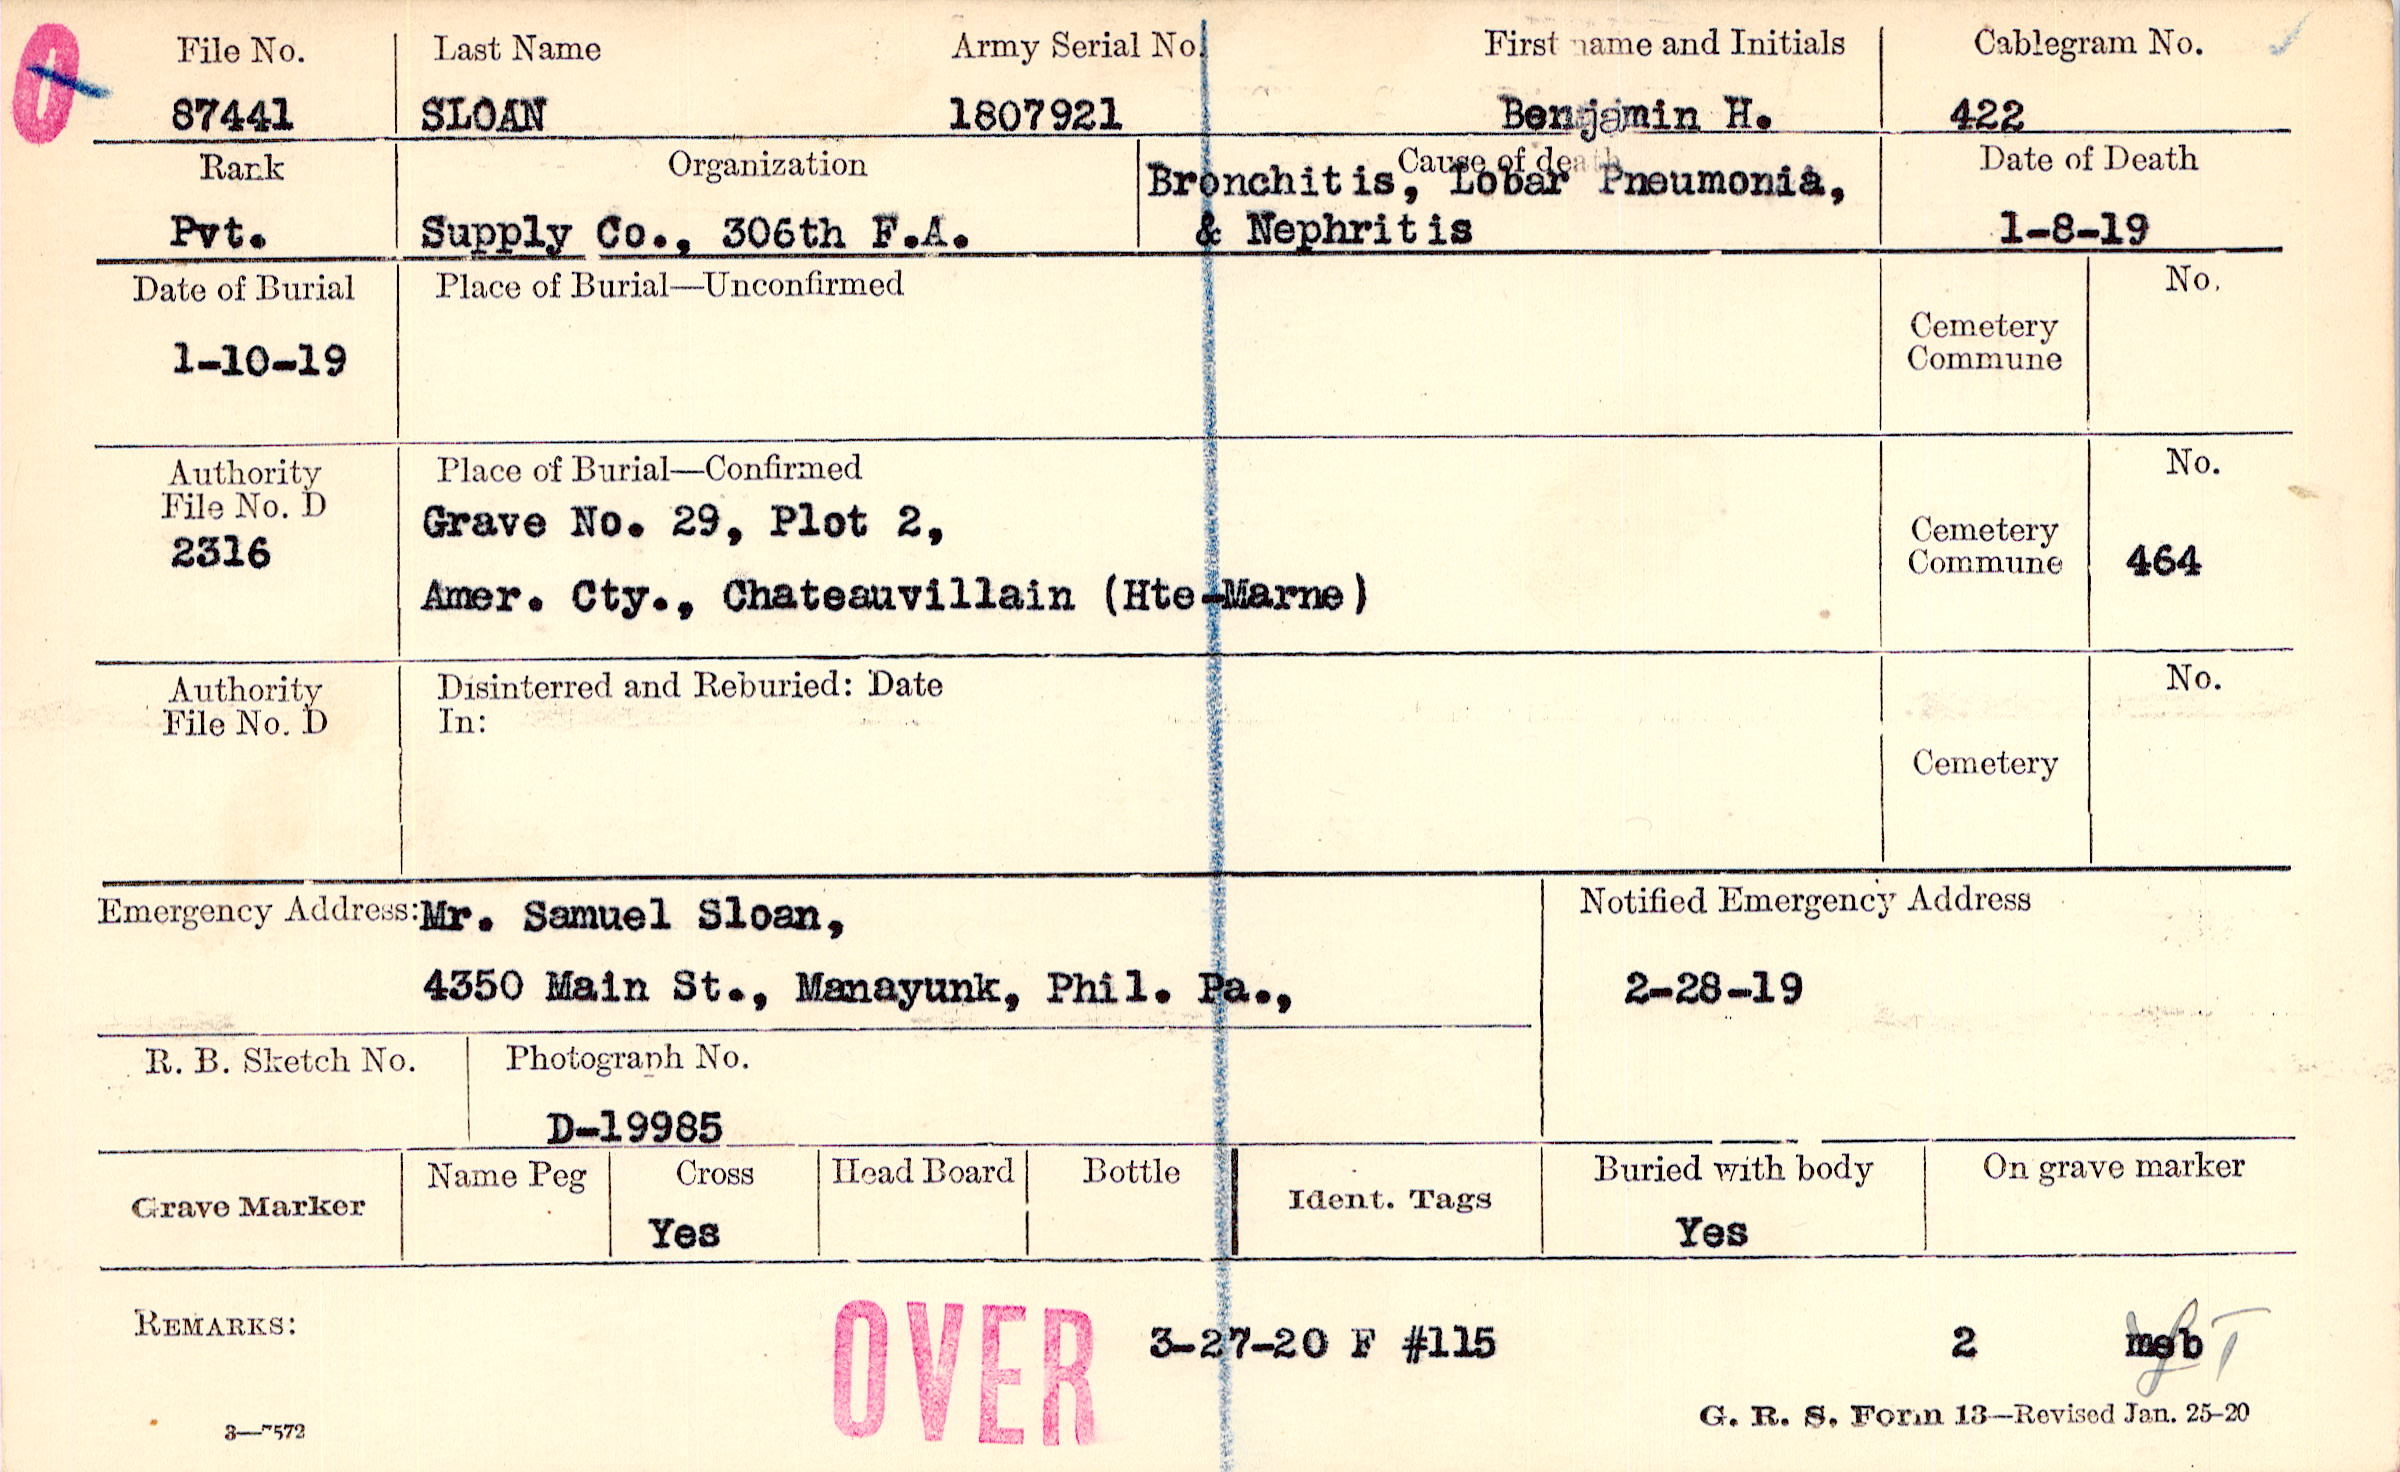 O
File No. Last Name Army Serial No. First name and Initials Cablegram No.
87441 SLOAN 1807921 Benjamin H. 422
Rank Organization Cause of death Date of Death
Bronchitis, Lobar Pneumonia,
Pvt. Supply Co., 306th F.A. & Nephritis 1-8-19
Date of Burial Place of Burial—Unconfirmed No.
Cemetery
Commune
1-10-19
Authority Place of Burial—Confirmed No.
File No. D
2316 Grave No. 29, Plot 2, Cemetery
Commune 464
Amer. Cty., Chateauvillain (Hte-Marne)
Authority Disinterred and Reburied: Date No.
File No. D In:
Cemetery
Emergency Address: Mr. Samuel Sloan, Notified Emergency Address
4350 Main St., Manayunk, Phil. Pa., 2-28-19
R. B. Sketch No. Photograph No.
D-19985
Grave Marker Name Peg Cross Head Board Bottle Ident. Tags Buried with body On grave marker
Yes Yes
REMARKS: OVER 3-27-20 F #115 2 meb
3—7572 G. R. S. Form 13—Revised Jan. 25-20